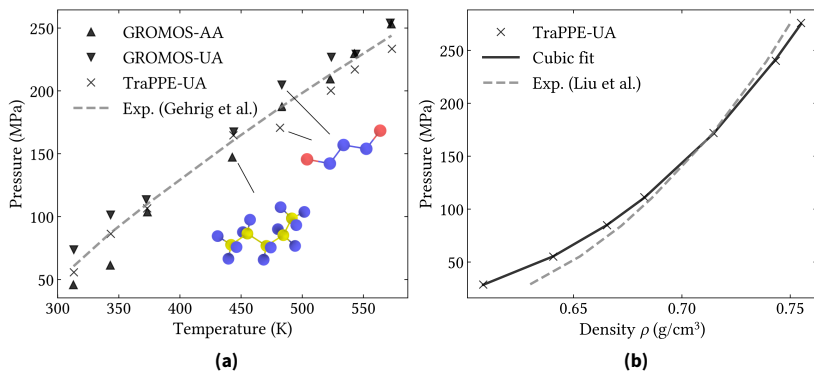 250
200
150
100
50
300
350
400
450
500
550
Pressure (MPa)
Temperature (K)
GROMOS-AA
GROMOS-UA
TraPPE-UA
Exp. (Gehrig et al.)
(a)
250
200
150
100
50
0.65
0.70
0.75
Pressure (MPa)
Density ρ (g/cm³)
TraPPE-UA
Cubic fit
Exp. (Liu et al.)
(b)